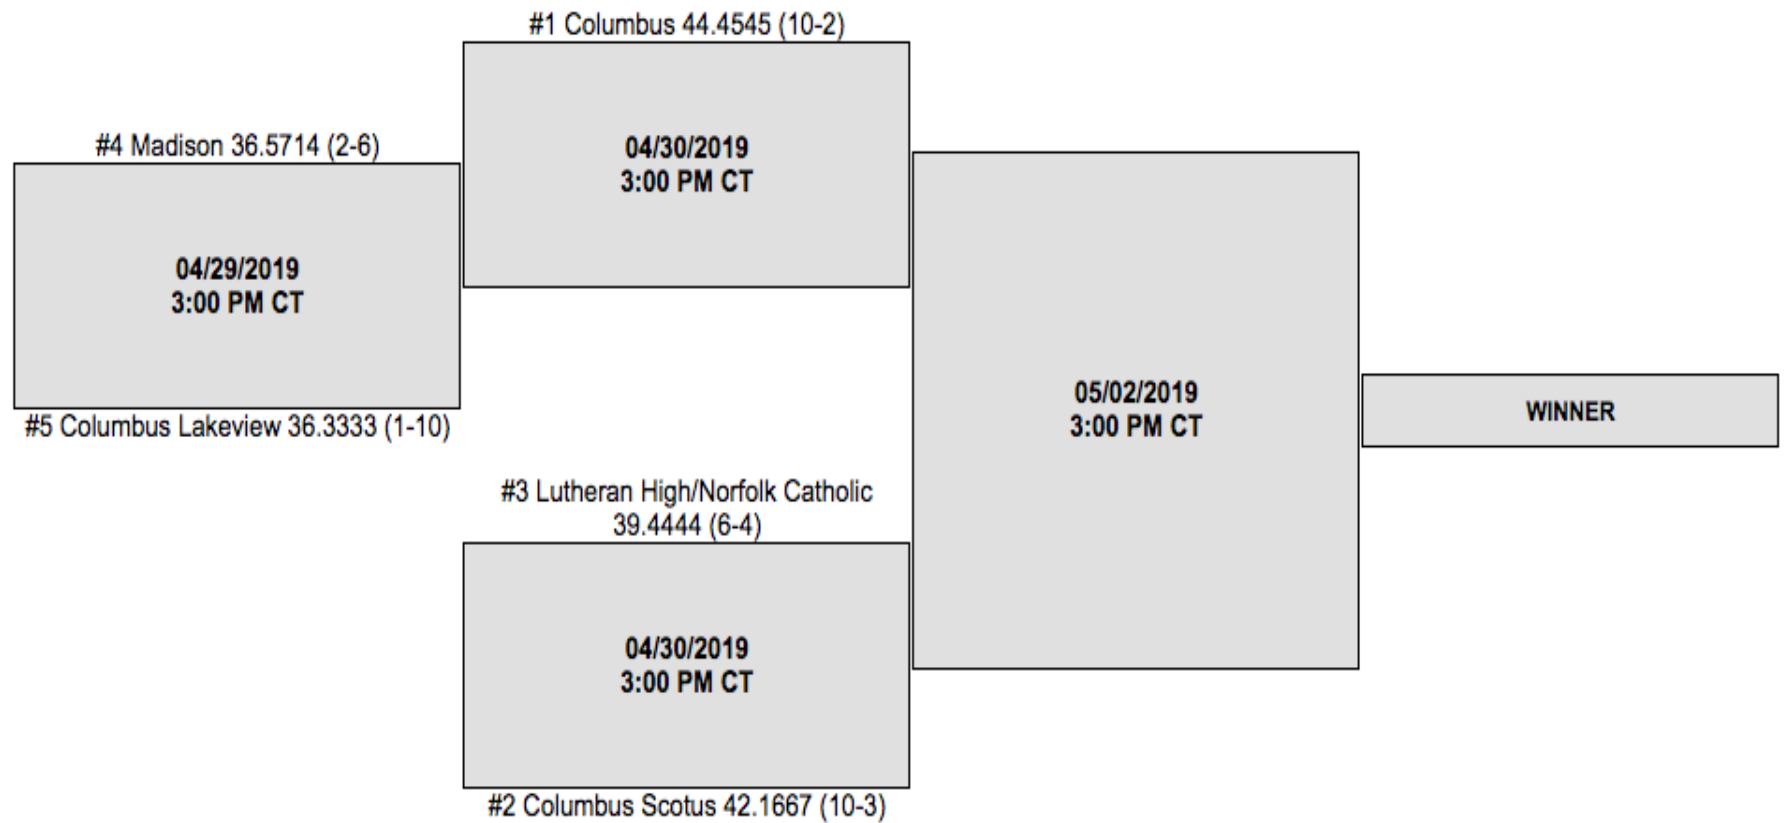 #1 Columbus 44.4545 (10-2)
04/30/2019
3:00 PM CT
#4 Madison 36.5714 (2-6)
04/29/2019
3:00 PM CT
#5 Columbus Lakeview 36.3333 (1-10)
05/02/2019
3:00 PM CT
WINNER
#3 Lutheran High/Norfolk Catholic
39.4444 (6-4)
04/30/2019
3:00 PM CT
#2 Columbus Scotus 42.1667 (10-3)